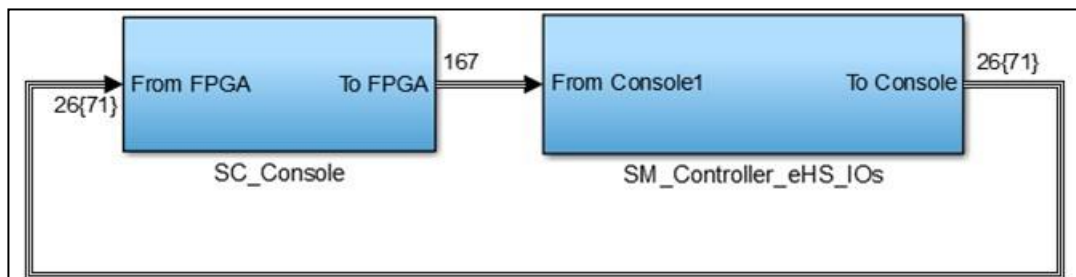 167
26{71}
From FPGA
To FPGA
From Console1
To Console
26{71}
SC_Console
SM_Controller_eHS_IOs